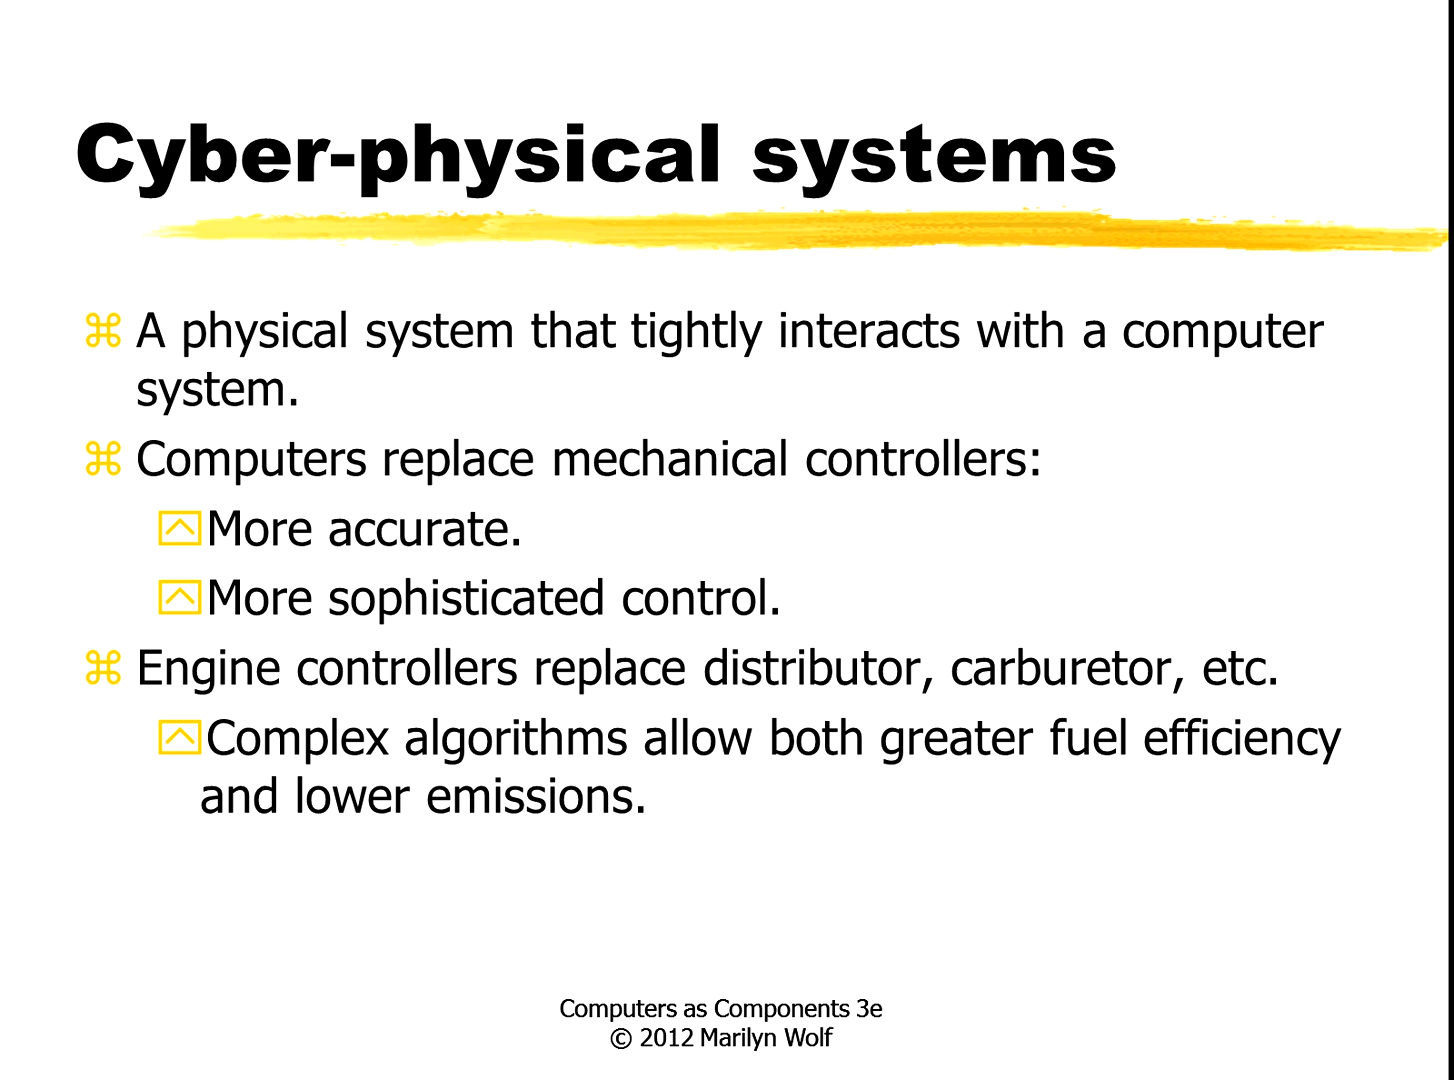 Cyber-physical systems
⌘ A physical system that tightly interacts with a computer
system.
⌘ Computers replace mechanical controllers:
More accurate.
More sophisticated control.
⌘ Engine controllers replace distributor, carburetor, etc.
Complex algorithms allow both greater fuel efficiency
and lower emissions.
Computers as Components 3e
© 2012 Marilyn Wolf